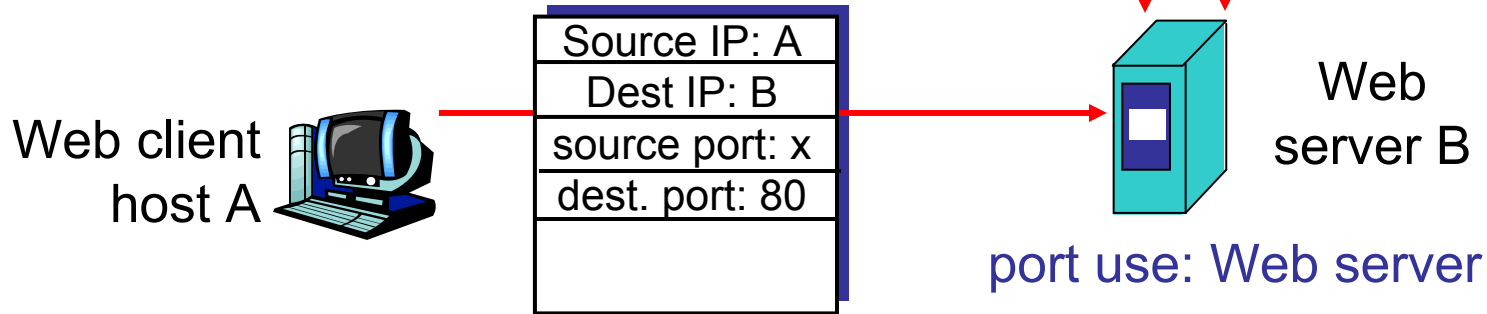 Web client
host A
Source IP: A
Dest IP: B
source port: x
dest. port: 80
Web
server B
port use: Web server